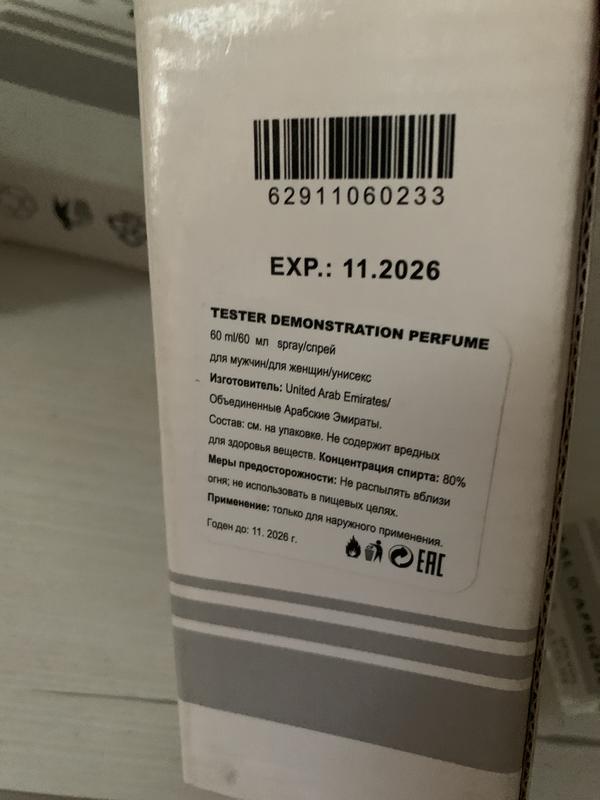 62911060233
EXP.: 11.2026
TESTER DEMONSTRATION PERFUME
60 ml/60 мл spray/спрей
для мужчин/для женщин/унисекс
Изготовитель: United Arab Emirates/
Объединенные Арабские Эмираты.
Состав: см. на упаковке. Не содержит вредных
для здоровья веществ. Концентрация спирта: 80%
Меры предосторожности: Не распылять вблизи
огня; не использовать в пищевых целях.
Применение: только для наружного применения.
Годен до: 11. 2026 г.
EAC